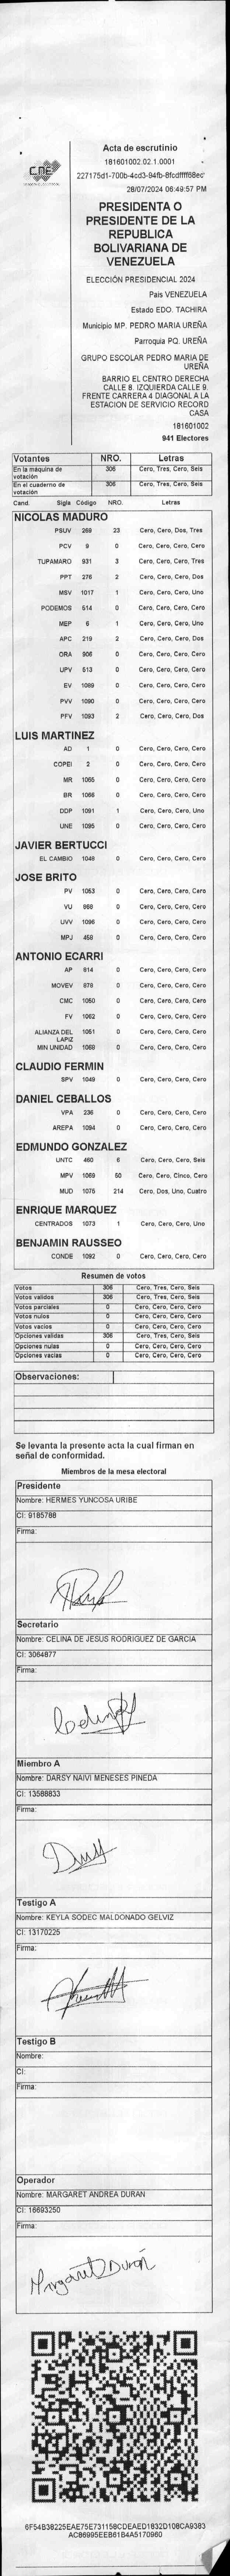 CNE
Acta de escrutinio
181601002.02.1.0001
28/07/2024 06:49:57 PM
PRESIDENTA O
PRESIDENTE DE LA
REPUBLICA
BOLIVARIANA DE
VENEZUELA
ELECCIÓN PRESIDENCIAL 2024
Pais VENEZUELA
Estado EDO. TACHIRA
Municipio MP. PEDRO MARIA UREÑA
Parroquia PQ. UREÑA
GRUPO ESCOLAR PEDRO MARIA DE
UREÑA
BARRIO EL CENTRO DERECHA
CALLE 8. IZQUIERDA CALLE 9.
FRENTE CARRERA 4 DIAGONAL A LA
ESTACION DE SERVICIO RECORD
CASA
181601002
941 Electores
Votantes NRO. Letras
En la máquina de votación 306 Cero, Tres, Cero, Seis
En el cuaderno de votación 306 Cero, Tres, Cero, Seis
Cand. Sigla Código NRO. Letras
NICOLAS MADURO
PSUV 269 23 Cero, Cero, Dos, Tres
PCV 9 0 Cero, Cero, Cero, Cero
TUPAMARO 931 3 Cero, Cero, Cero, Tres
PPT 276 2 Cero, Cero, Cero, Dos
MSV 1017 1 Cero, Cero, Cero, Uno
PODEMOS 514 0 Cero, Cero, Cero, Cero
MEP 6 1 Cero, Cero, Cero, Uno
APC 219 2 Cero, Cero, Cero, Dos
ORA 906 0 Cero, Cero, Cero, Cero
UPV 513 0 Cero, Cero, Cero, Cero
EV 1089 0 Cero, Cero, Cero, Cero
PVV 1090 0 Cero, Cero, Cero, Cero
PFV 1093 2 Cero, Cero, Cero, Dos
LUIS MARTINEZ
AD 1 0 Cero, Cero, Cero, Cero
COPEI 2 0 Cero, Cero, Cero, Cero
MR 1065 0 Cero, Cero, Cero, Cero
BR 1066 0 Cero, Cero, Cero, Cero
DDP 1091 1 Cero, Cero, Cero, Uno
UNE 1095 0 Cero, Cero, Cero, Cero
JAVIER BERTUCCI
EL CAMBIO 1048 0 Cero, Cero, Cero, Cero
JOSE BRITO
PV 1053 0 Cero, Cero, Cero, Cero
VU 668 0 Cero, Cero, Cero, Cero
UVV 1096 0 Cero, Cero, Cero, Cero
MPJ 458 0 Cero, Cero, Cero, Cero
ANTONIO ECARRI
AP 814 0 Cero, Cero, Cero, Cero
MOVEV 878 0 Cero, Cero, Cero, Cero
CMC 1050 0 Cero, Cero, Cero, Cero
FV 1062 0 Cero, Cero, Cero, Cero
ALIANZA DEL LAPIZ 1051 0 Cero, Cero, Cero, Cero
MIN UNIDAD 1068 0 Cero, Cero, Cero, Cero
CLAUDIO FERMIN
SPV 1049 0 Cero, Cero, Cero, Cero
DANIEL CEBALLOS
VPA 236 0 Cero, Cero, Cero, Cero
AREPA 1094 0 Cero, Cero, Cero, Cero
EDMUNDO GONZALEZ
UNTC 460 6 Cero, Cero, Cero, Seis
MPV 1069 50 Cero, Cero, Cinco, Cero
MUD 1075 214 Cero, Dos, Uno, Cuatro
ENRIQUE MARQUEZ
CENTRADOS 1073 1 Cero, Cero, Cero, Uno
BENJAMIN RAUSSEO
CONDE 1092 0 Cero, Cero, Cero, Cero
Resumen de votos
Votos 306 Cero, Tres, Cero, Seis
Votos validos 306 Cero, Tres, Cero, Seis
Votos parciales 0 Cero, Cero, Cero, Cero
Votos nulos 0 Cero, Cero, Cero, Cero
Votos vacios 0 Cero, Cero, Cero, Cero
Opciones validas 306 Cero, Tres, Cero, Seis
Opciones nulas 0 Cero, Cero, Cero, Cero
Opciones vacias 0 Cero, Cero, Cero, Cero
Observaciones:
Se levanta la presente acta la cual firman en
señal de conformidad.
Miembros de la mesa electoral
Presidente
Nombre: HERMES YUNCOSA URIBE
CI: 9185788
Firma:
Secretario
Nombre: CELINA DE JESUS RODRIGUEZ DE GARCIA
CI: 3064877
Firma:
Miembro A
Nombre: DARSY NAIVI MENESES PINEDA
CI: 13588833
Firma:
Testigo A
Nombre: KEYLA SODEC MALDONADO GELVIZ
CI: 13170225
Firma:
Testigo B
Nombre:
CI:
Firma:
Operador
Nombre: MARGARET ANDREA DURAN
CI: 16693250
Firma:
Margaret Durán
6F54B38225EAE75E731158CDEAED1832D108CA9383
AC86995EEB61B4A5170960